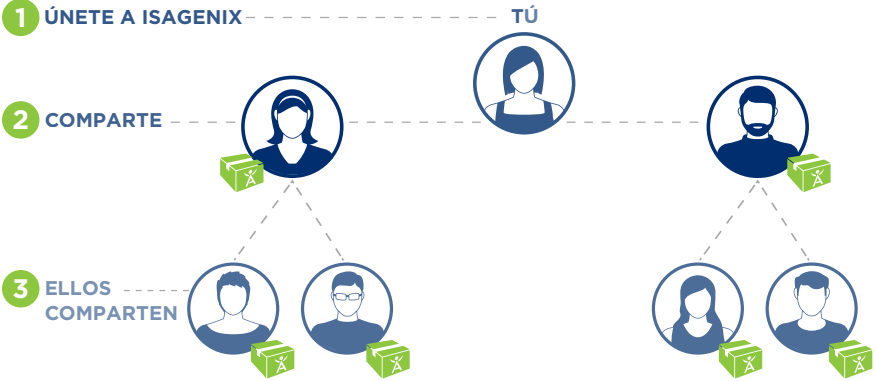 1 ÚNETE A ISAGENIX TÚ
2 COMPARTE
3 ELLOS
COMPARTEN